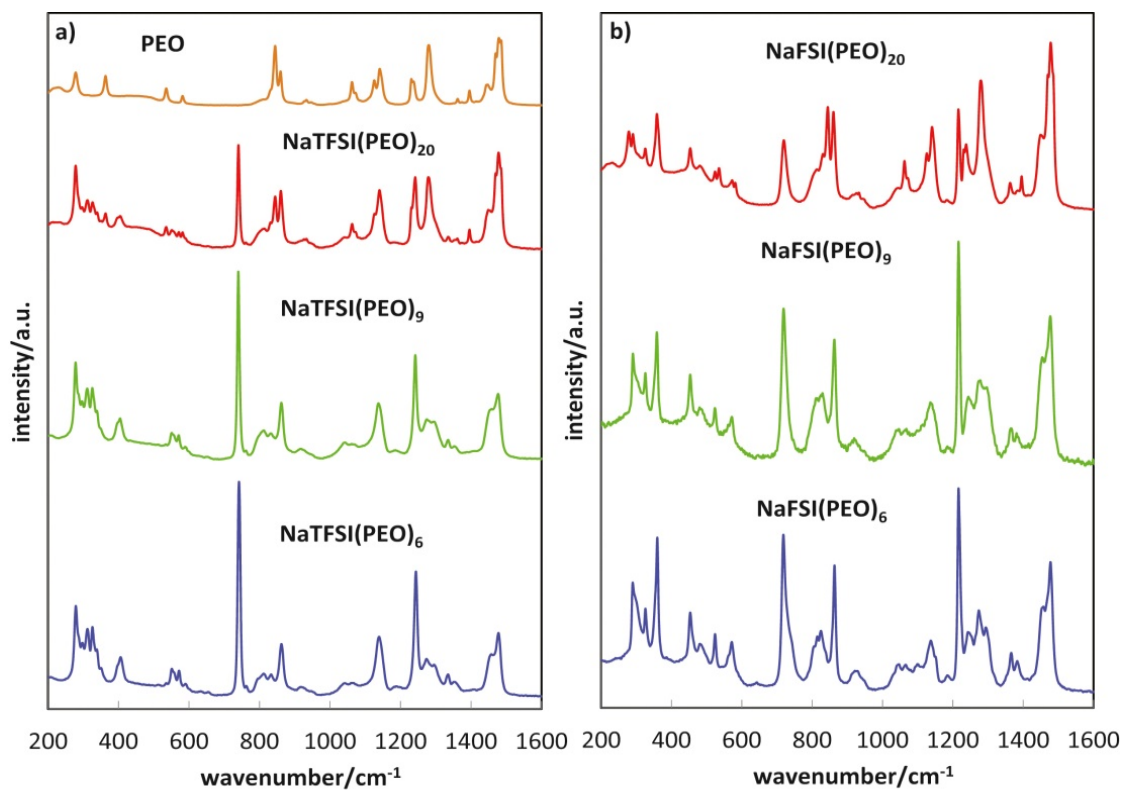 a)
PEO
NaTFSI(PEO)₂₀
NaTFSI(PEO)₉
NaTFSI(PEO)₆
intensity/a.u.
200 400 600 800 1000 1200 1400 1600
wavenumber/cm⁻¹
b)
NaFSI(PEO)₂₀
NaFSI(PEO)₉
NaFSI(PEO)₆
intensity/a.u.
200 400 600 800 1000 1200 1400 1600
wavenumber/cm⁻¹